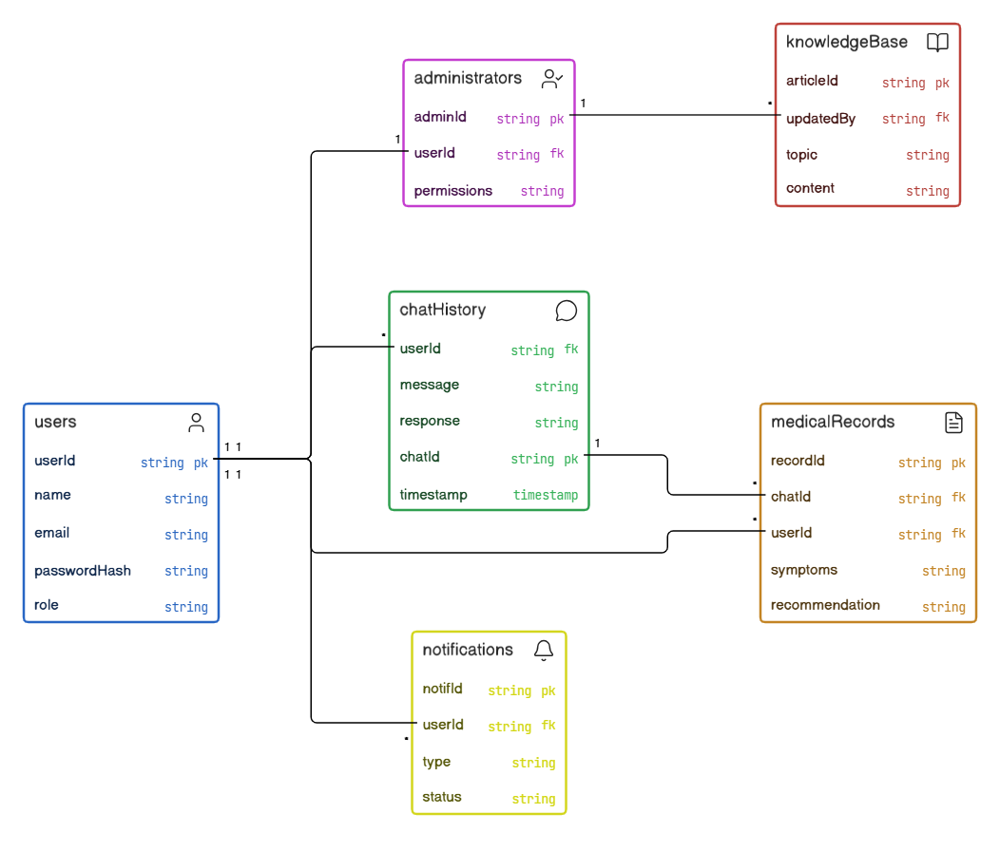 administrators
adminId string pk
userId string fk
permissions string
1
1
knowledgeBase
articleId string pk
updatedBy string fk
topic string
content string
*
chatHistory
userId string fk
message string
response string
chatId string pk
timestamp timestamp
*
1
users
userId string pk
name string
email string
passwordHash string
role string
1 1
1 1
medicalRecords
recordId string pk
chatId string fk
userId string fk
symptoms string
recommendation string
*
*
notifications
notifId string pk
userId string fk
type string
status string
*